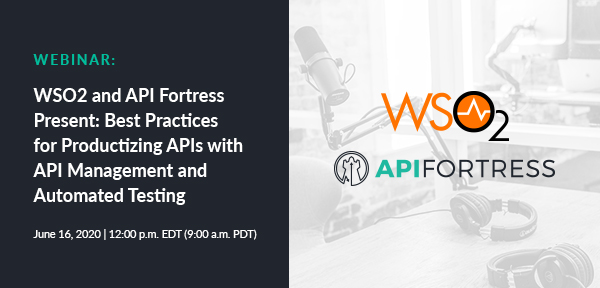 WEBINAR:
WSO2 and API Fortress
Present: Best Practices
for Productizing APIs with
API Management and
Automated Testing
June 16, 2020 | 12:00 p.m. EDT (9:00 a.m. PDT)
WSO2
APIFORTRESS